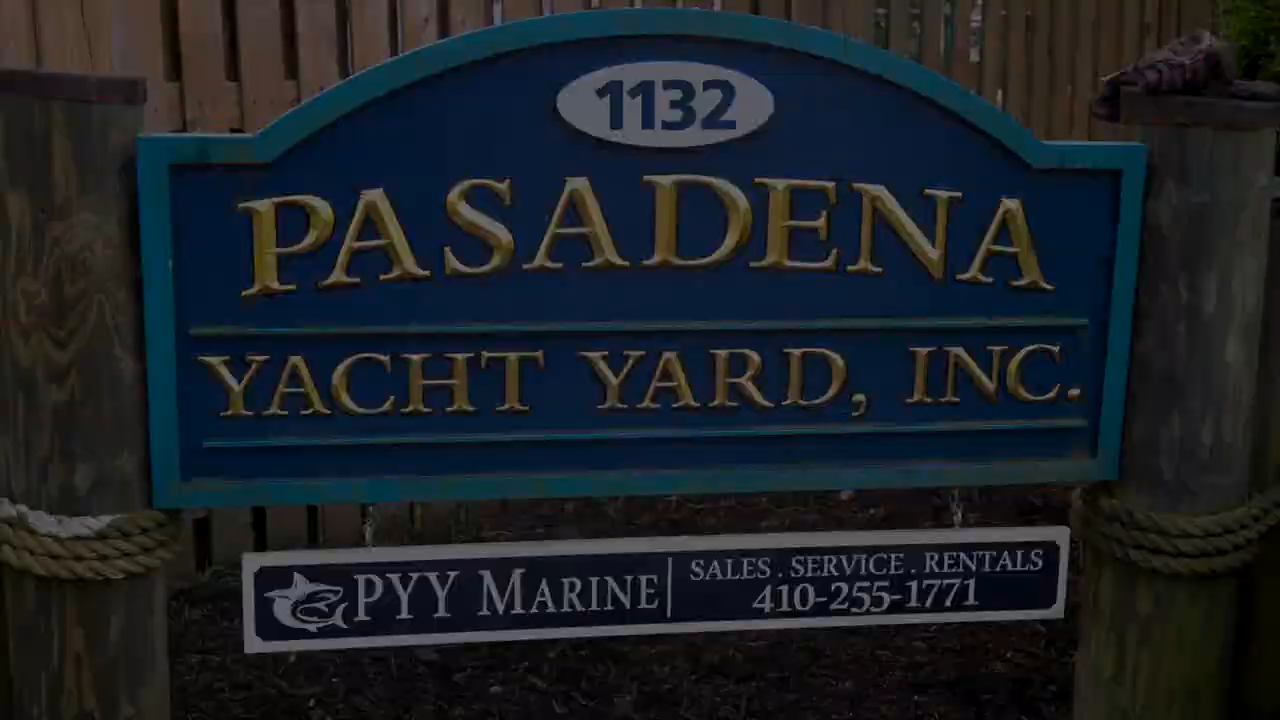 1132
PASADENA
YACHT YARD, INC.
PYY MARINE
SALES . SERVICE . RENTALS
410-255-1771